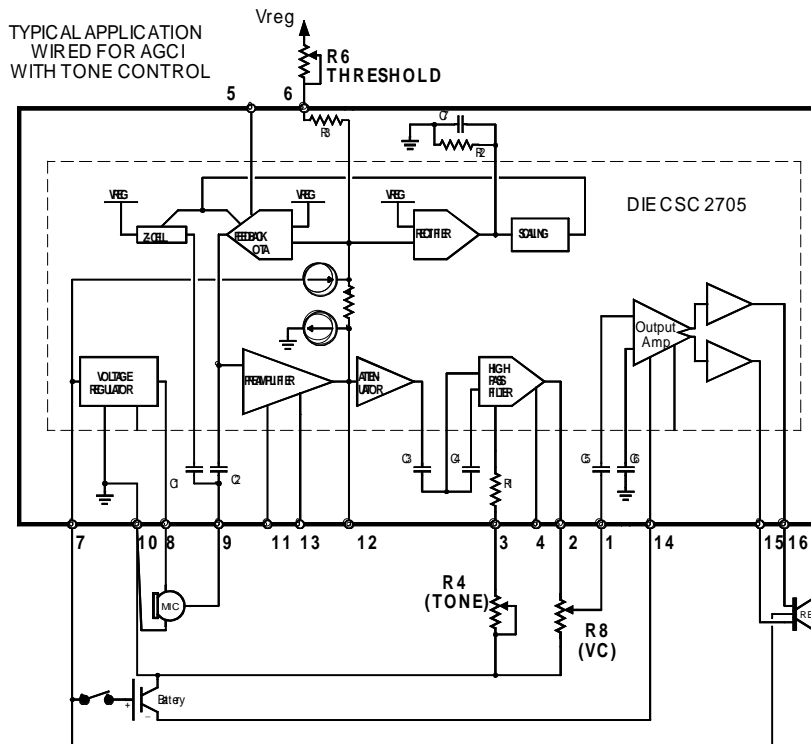 Vreg
TYPICAL APPLICATION
WIRED FOR AGCI
WITH TONE CONTROL
R6
THRESHOLD
5
6
R3
C7
R2
VREG
VREG
VREG
DIE CSC 2705
Z-CELL
FEEDBACK
OTA
RECTIFIER
SCALING
Output
Amp
VOLTAGE
REGULATOR
PREAMPLIFIER
ATTEN
UATOR
HIGH
PASS
FILTER
C1
C2
C3
C4
R1
C5
C6
7
10
8
9
11
13
12
3
4
2
1
14
15
16
MIC
R4
(TONE)
R8
(VC)
RE
Battery
+
−